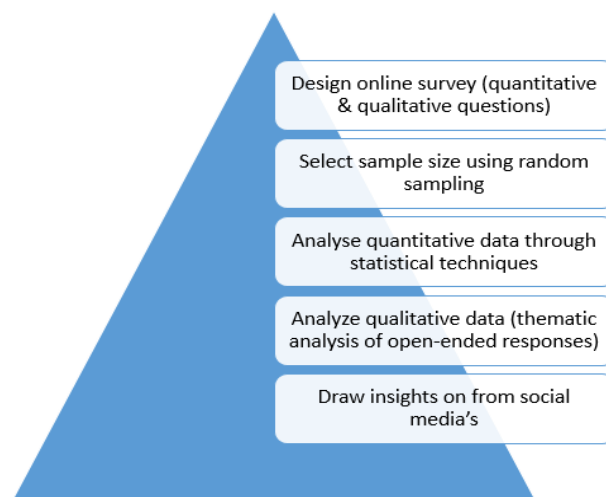 Design online survey (quantitative
& qualitative questions)
Select sample size using random
sampling
Analyse quantitative data through
statistical techniques
Analyze qualitative data (thematic
analysis of open-ended responses)
Draw insights on from social
media’s